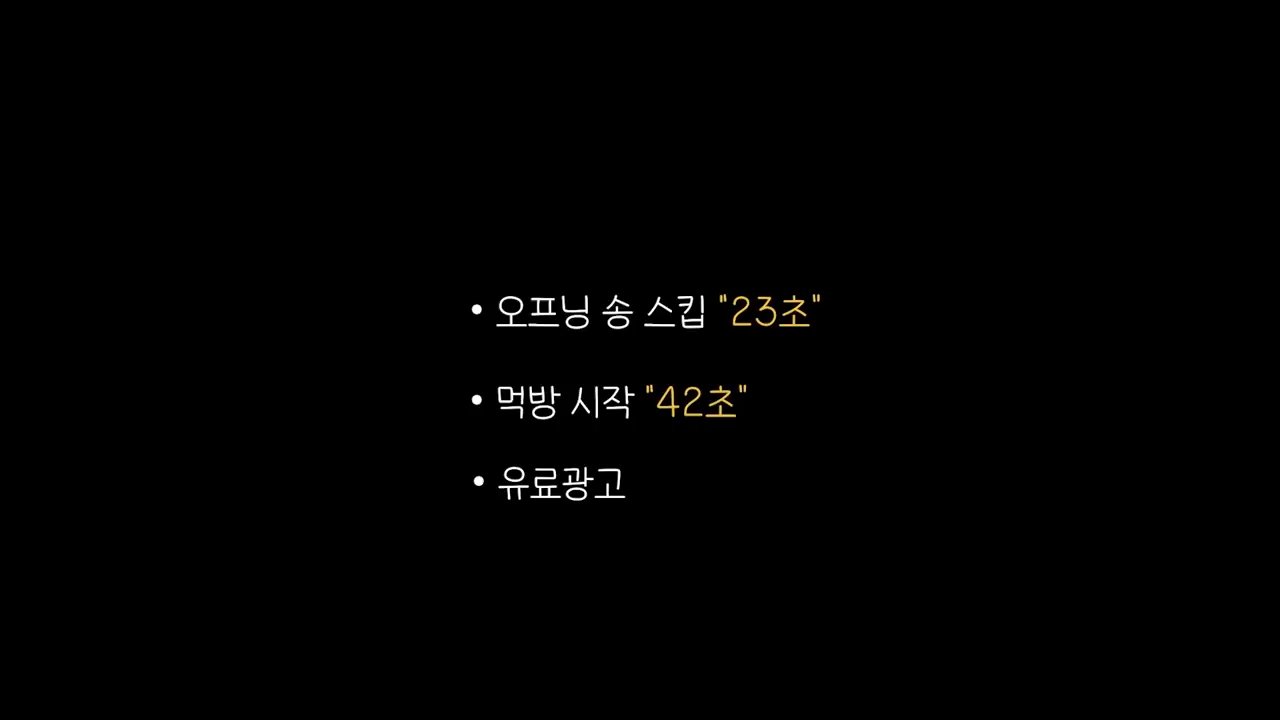 • 오프닝 송 스킵 "23초"
• 먹방 시작 "42초"
• 유료광고